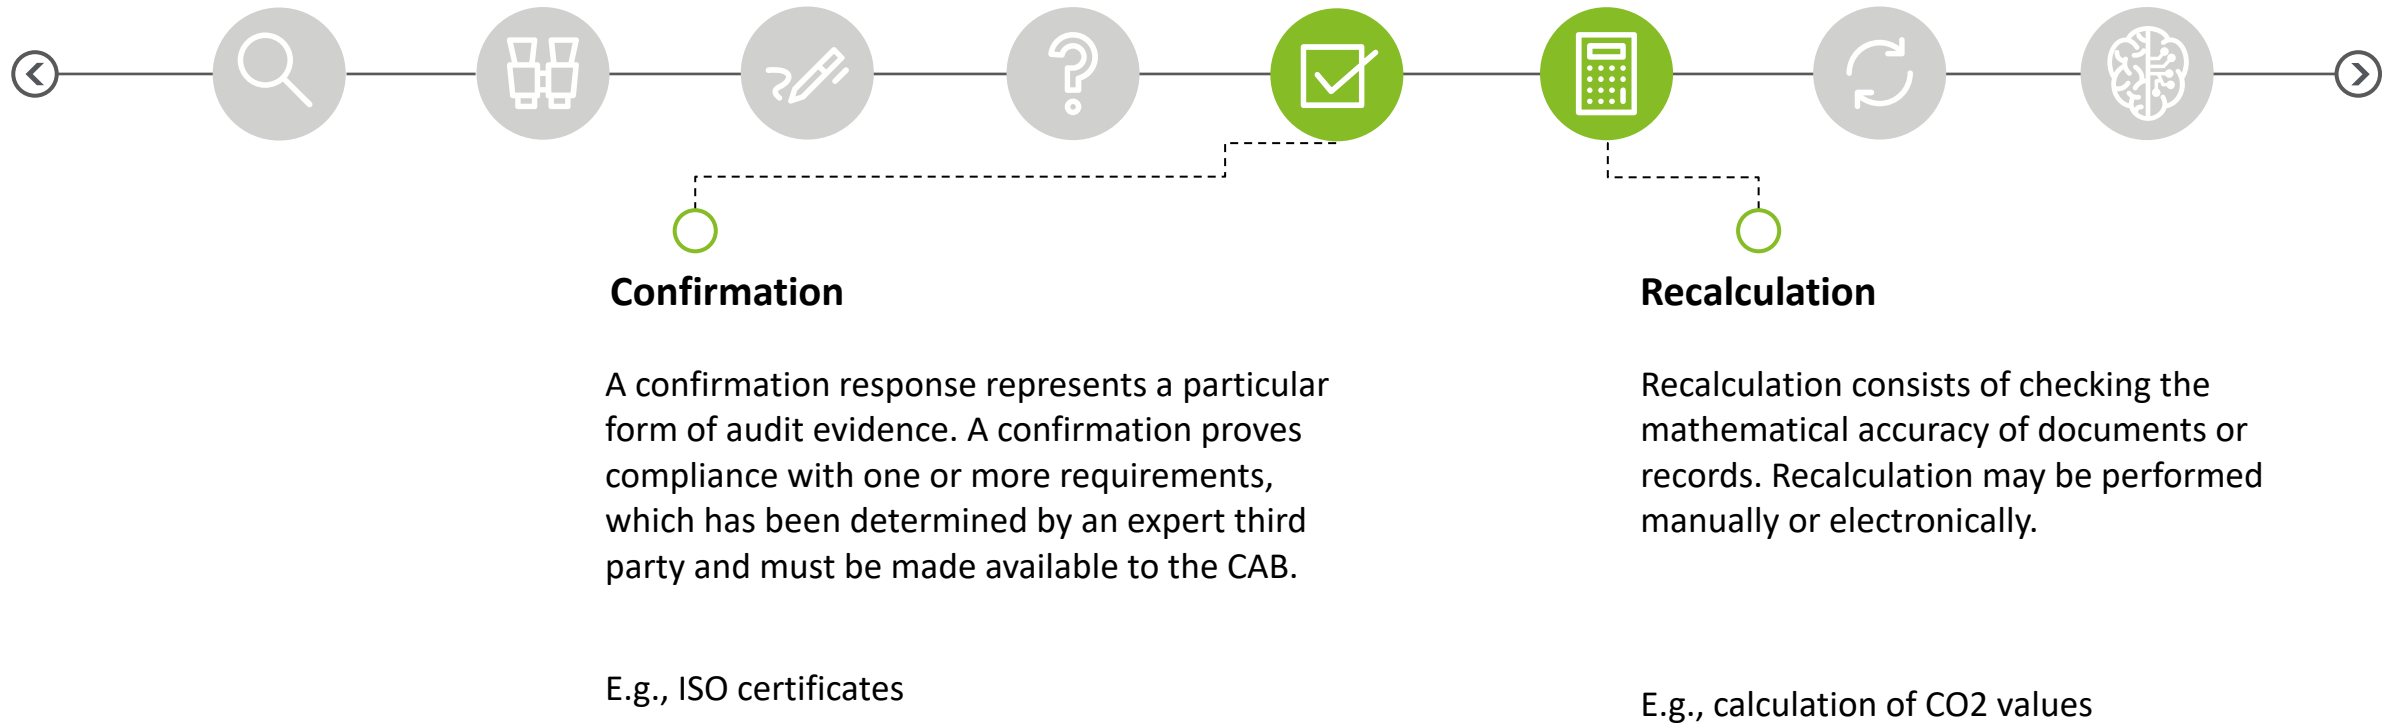 Confirmation
A confirmation response represents a particular
form of audit evidence. A confirmation proves
compliance with one or more requirements,
which has been determined by an expert third
party and must be made available to the CAB.
E.g., ISO certificates
Recalculation
Recalculation consists of checking the
mathematical accuracy of documents or
records. Recalculation may be performed
manually or electronically.
E.g., calculation of CO2 values